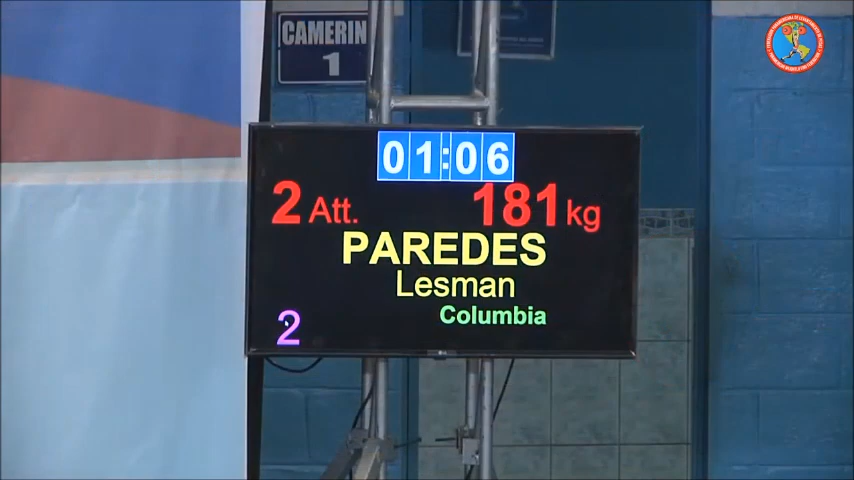 CAMERIN
1
01:06
2 Att. 181 kg
PAREDES
Lesman
Columbia
2